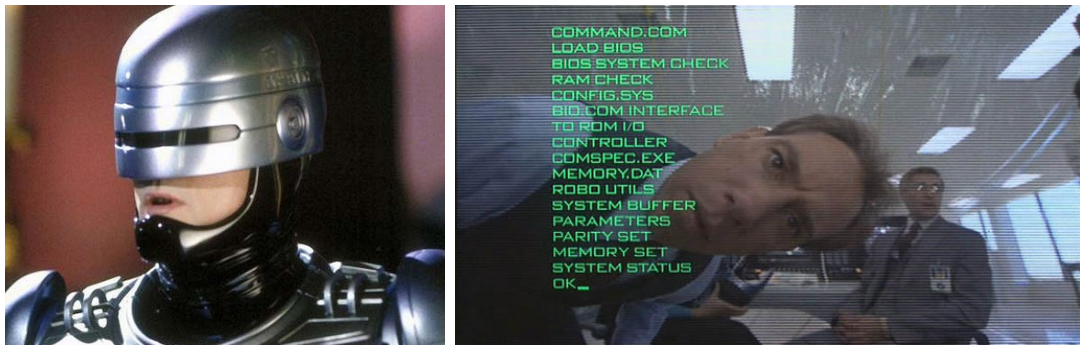 COMMAND.COM
LOAD BIOS
BIOS SYSTEM CHECK
RAM CHECK
CONFIG.SYS
BIO.COM INTERFACE
TO ROM I/O
CONTROLLER
COMSPEC.EXE
MEMORY.DAT
ROBO UTILS
SYSTEM BUFFER
PARAMETERS
PARITY SET
MEMORY SET
SYSTEM STATUS
OK_